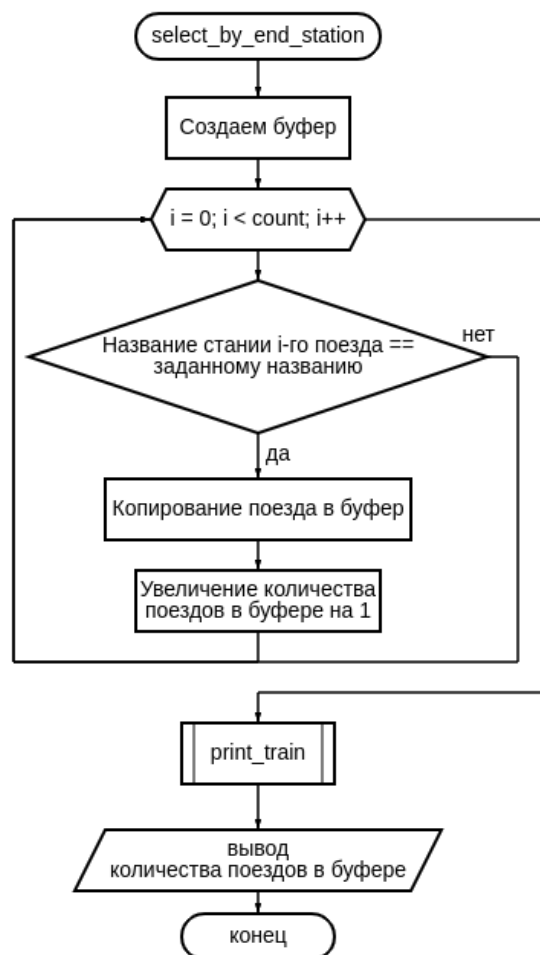 select_by_end_station
Создаем буфер
i = 0; i < count; i++
Название стании i-го поезда ==
заданному названию
нет
да
Копирование поезда в буфер
Увеличение количества
поездов в буфере на 1
print_train
вывод
количества поездов в буфере
конец